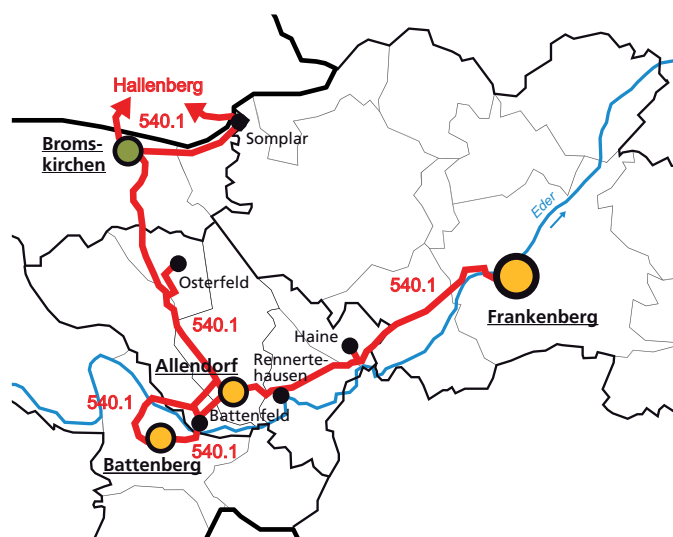 Hallenberg
540.1
Somplar
Broms-
kirchen
Eder
Osterfeld
540.1
540.1
Frankenberg
Haine
Rennerte-
hausen
Allendorf
540.1
Battenfeld
540.1
Battenberg